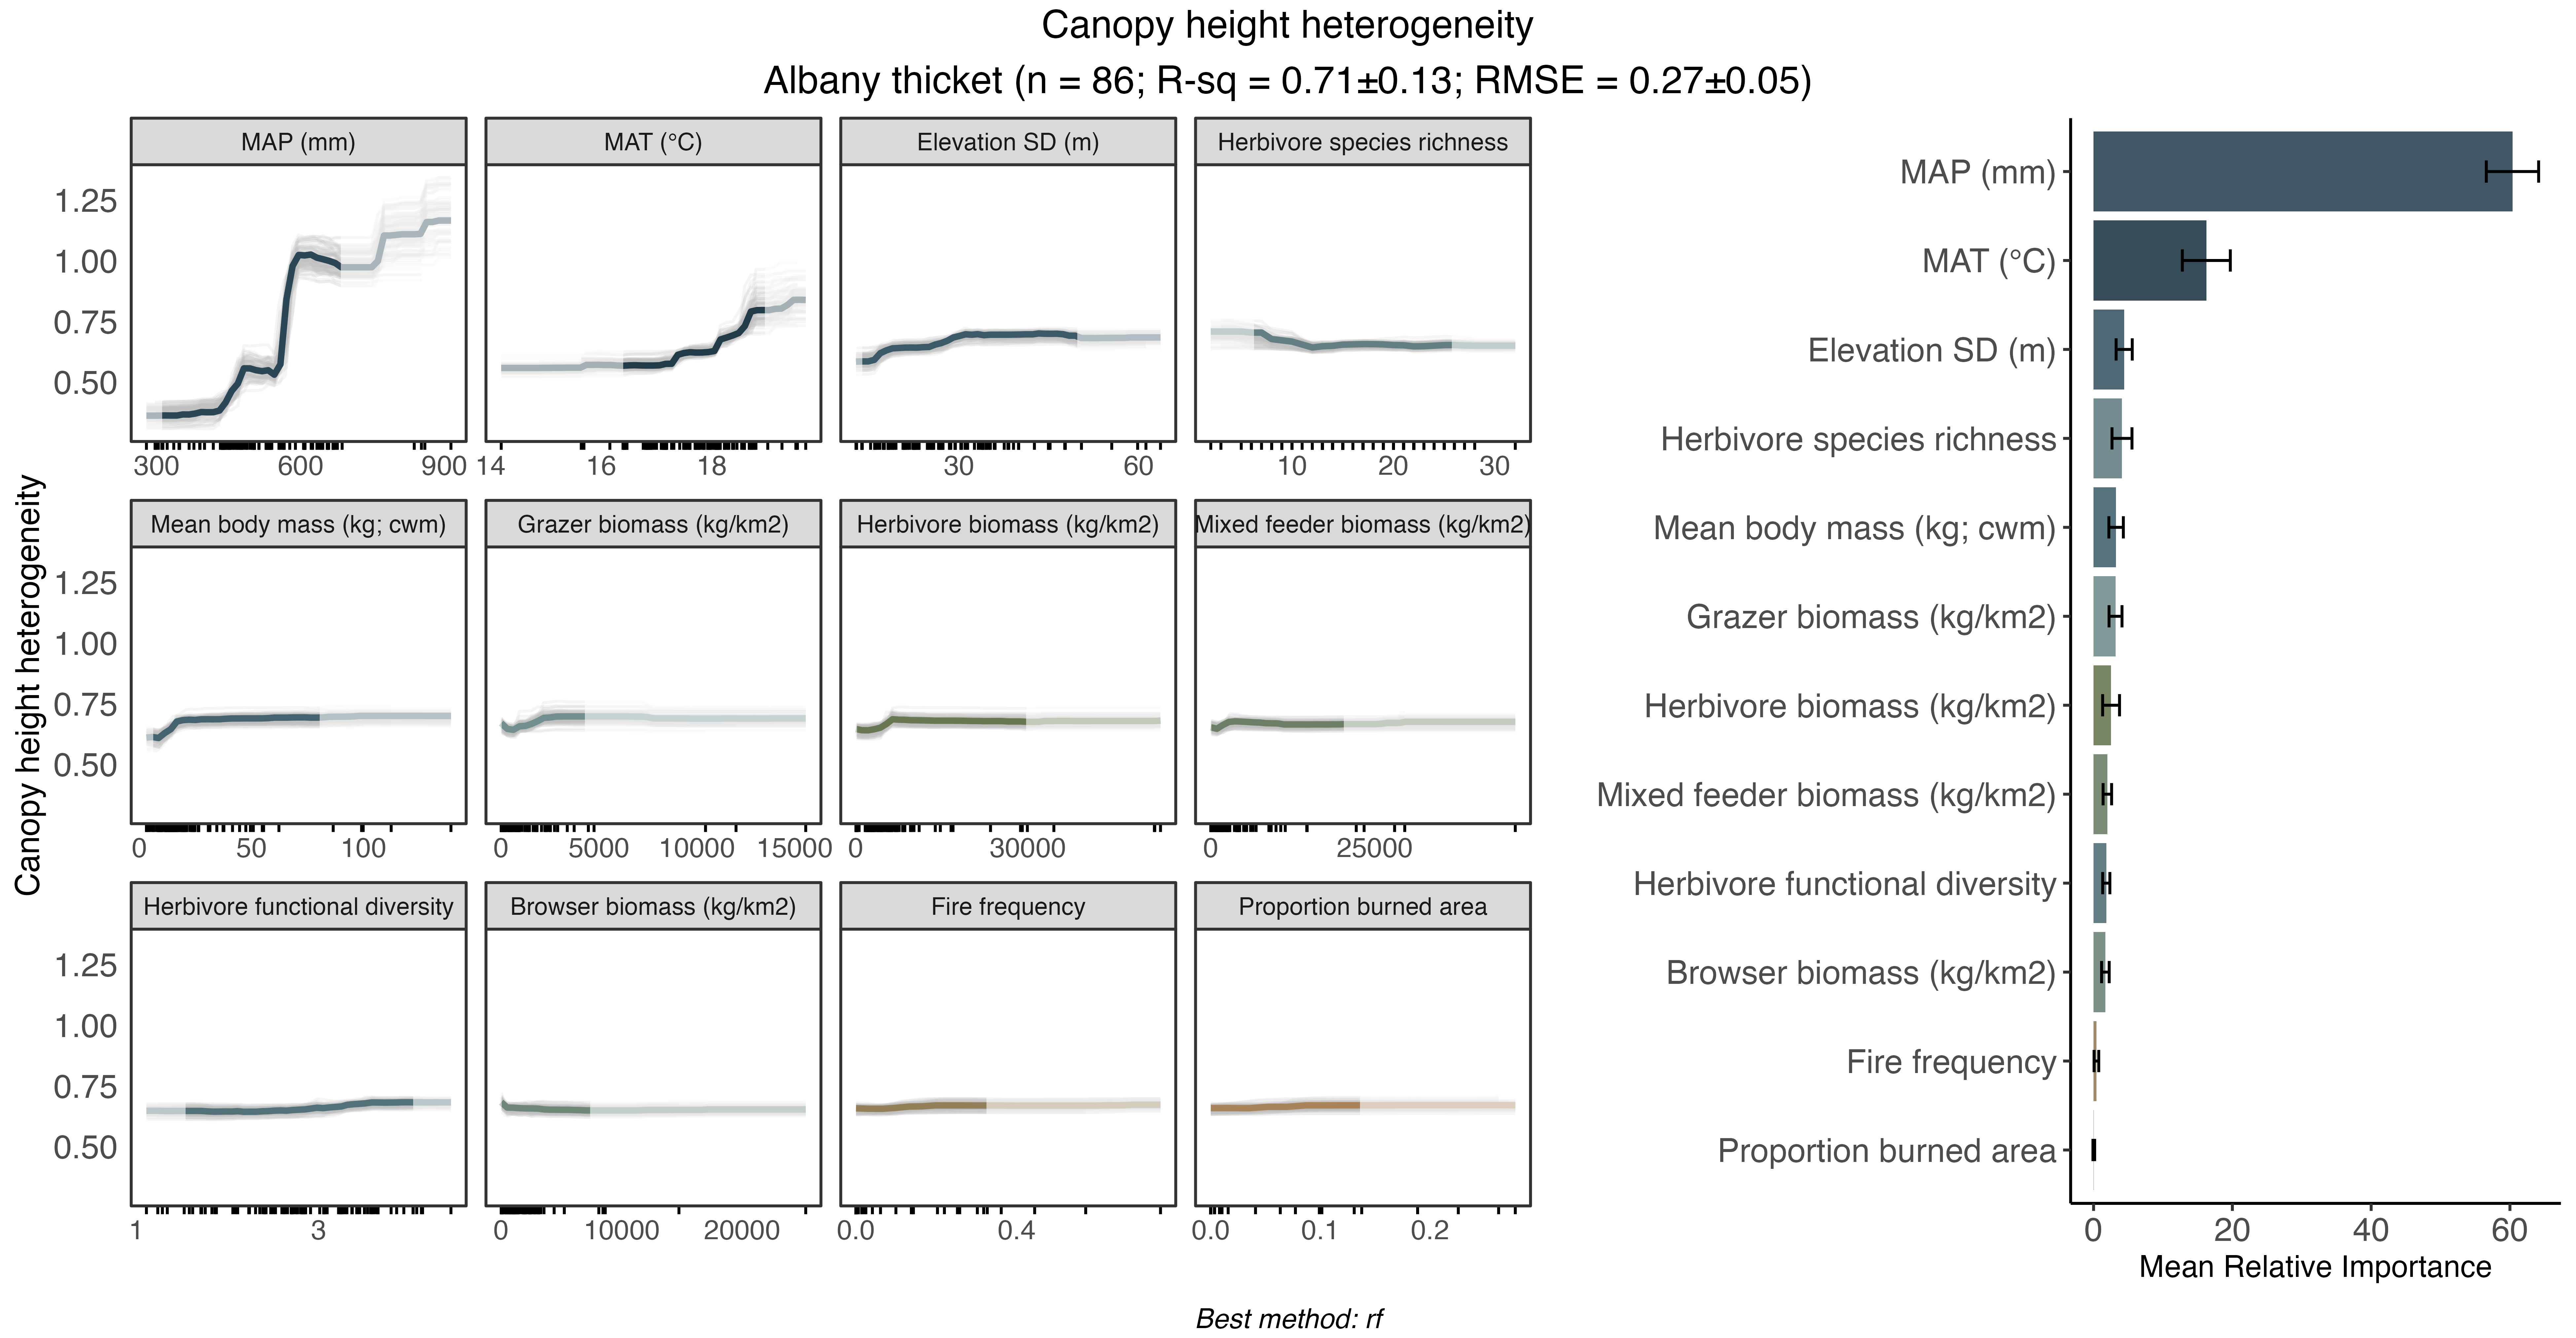 Canopy height heterogeneity
Albany thicket (n = 86; R-sq = 0.71±0.13; RMSE = 0.27±0.05)
Canopy height heterogeneity
MAP (mm)
MAT (°C)
Elevation SD (m)
Herbivore species richness
1.25
1.00
0.75
0.50
300 600 900
14 16 18
30 60
10 20 30
Mean body mass (kg; cwm)
Grazer biomass (kg/km2)
Herbivore biomass (kg/km2)
Mixed feeder biomass (kg/km2)
1.25
1.00
0.75
0.50
0 50 100
0 5000 10000 15000
0 30000
0 25000
Herbivore functional diversity
Browser biomass (kg/km2)
Fire frequency
Proportion burned area
1.25
1.00
0.75
0.50
1 3
0 10000 20000
0.0 0.4
0.0 0.1 0.2
MAP (mm)
MAT (°C)
Elevation SD (m)
Herbivore species richness
Mean body mass (kg; cwm)
Grazer biomass (kg/km2)
Herbivore biomass (kg/km2)
Mixed feeder biomass (kg/km2)
Herbivore functional diversity
Browser biomass (kg/km2)
Fire frequency
Proportion burned area
0 20 40 60
Mean Relative Importance
Best method: rf